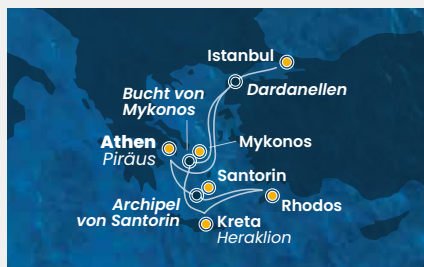 Istanbul
Dardanellen
Bucht von
Mykonos
Mykonos
Athen
Piräus
Santorin
Archipel
von Santorin
Rhodos
Kreta
Heraklion